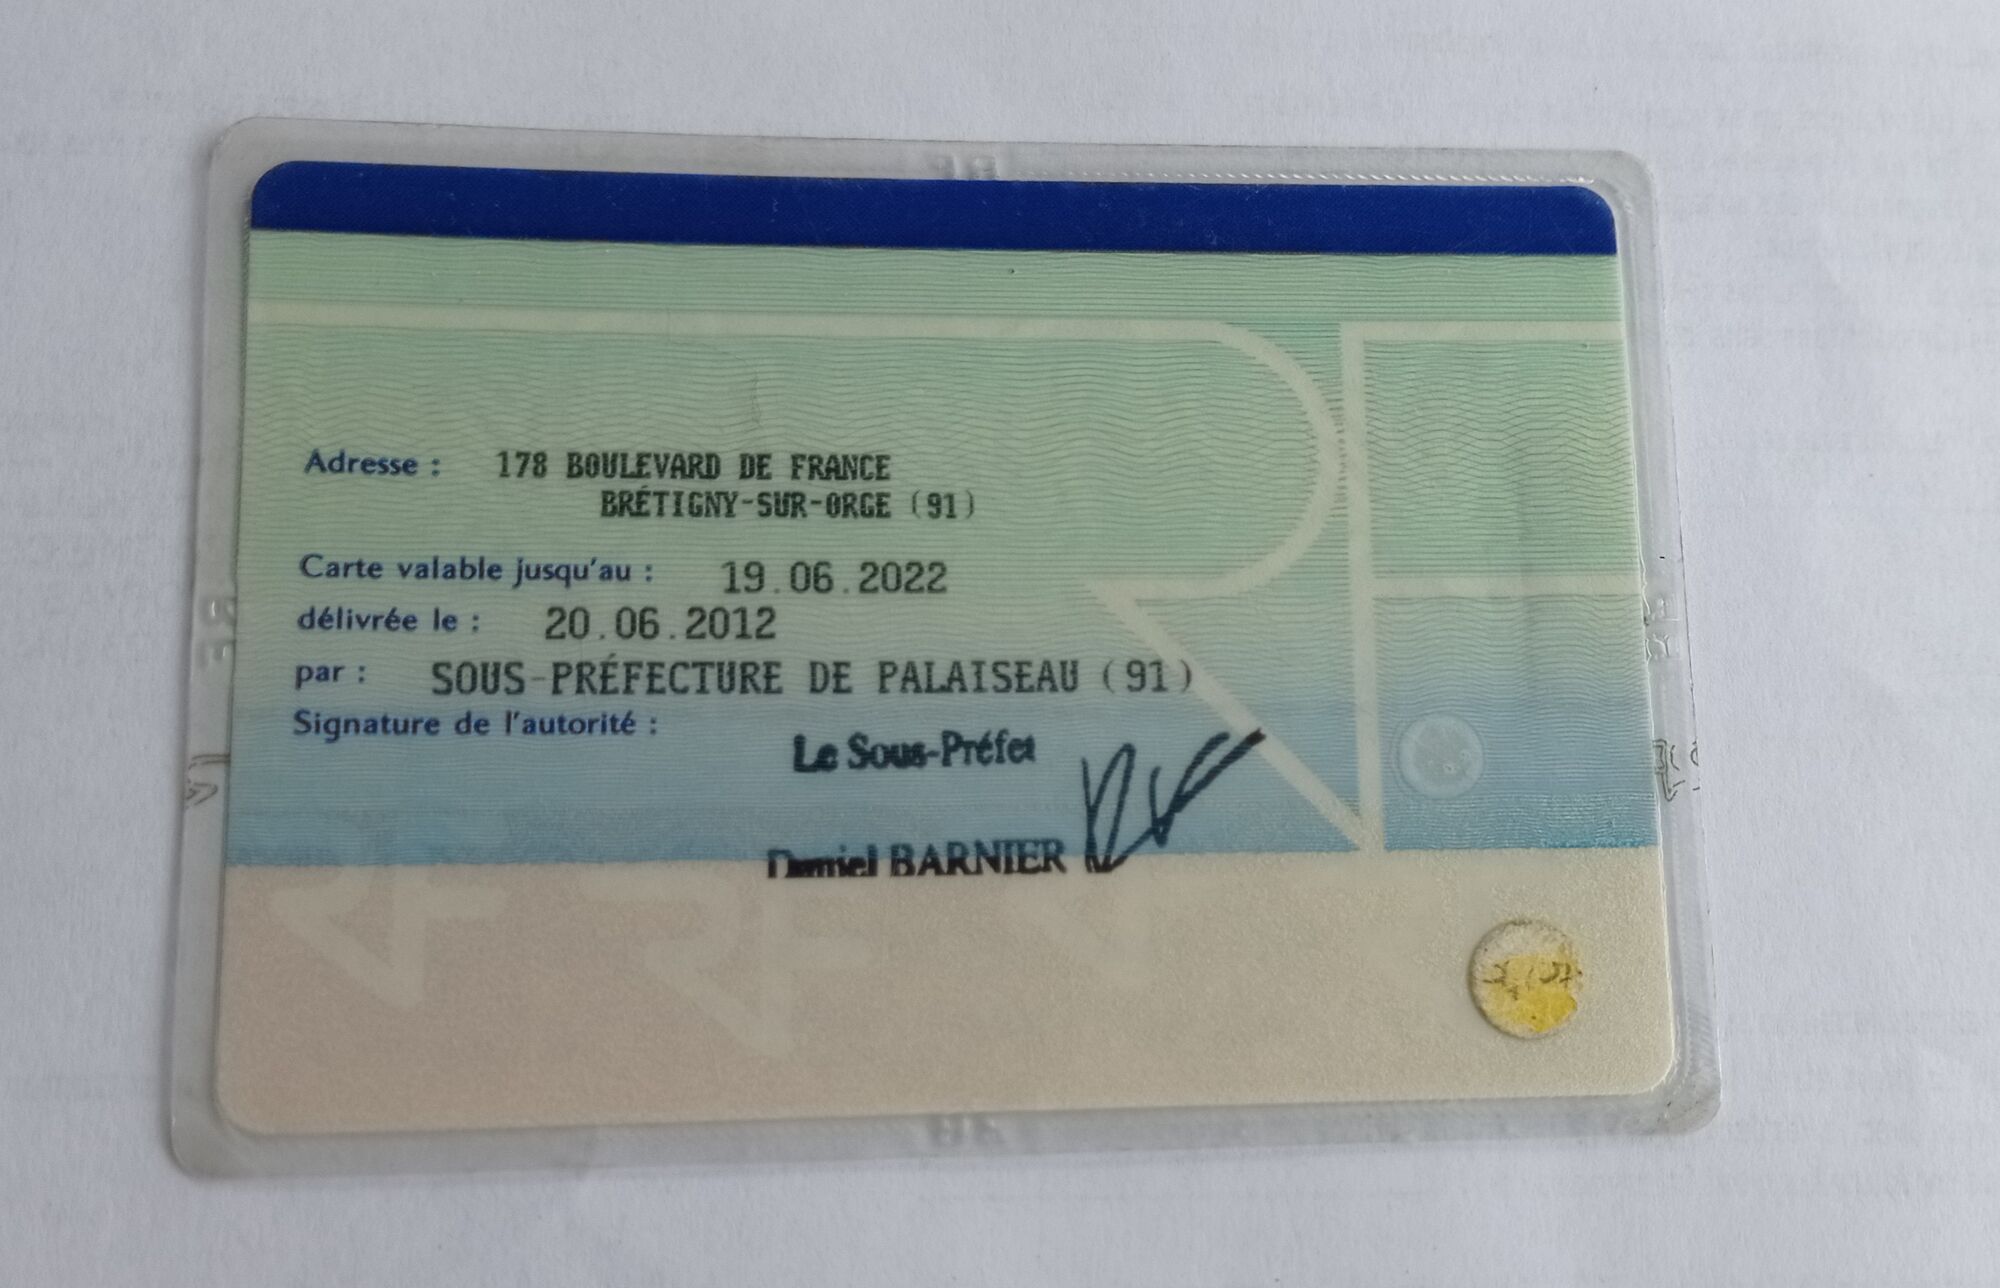 Adresse : 178 BOULEVARD DE FRANCE
BRÉTIGNY-SUR-ORGE (91)
Carte valable jusqu'au : 19.06.2022
délivrée le : 20.06.2012
par : SOUS-PRÉFECTURE DE PALAISEAU (91)
Signature de l'autorité :
Le Sous-Préfet
Daniel BARNIER
RF